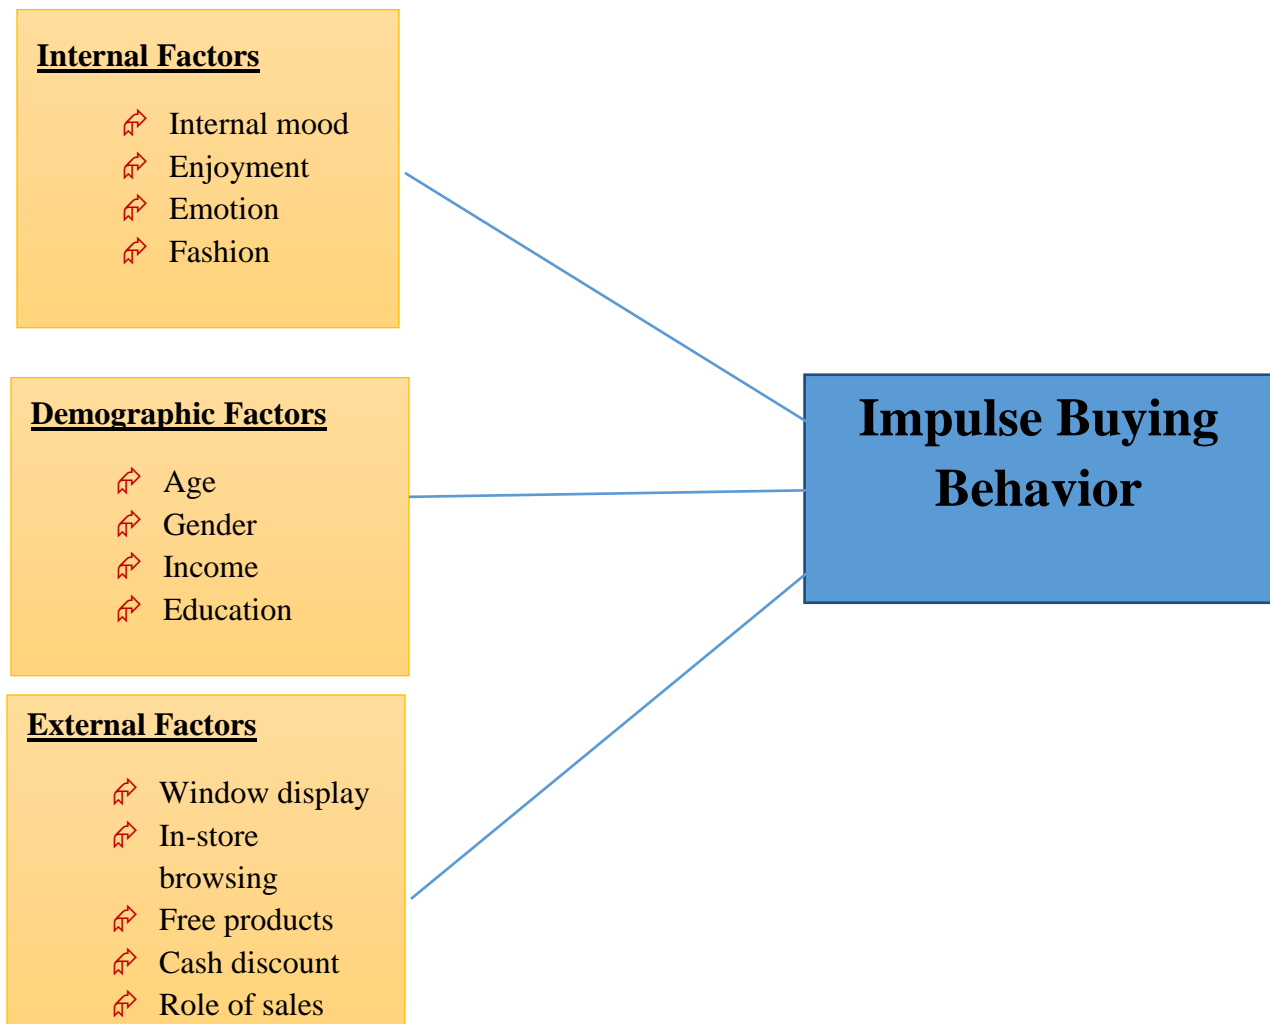 Internal Factors
Internal mood
Enjoyment
Emotion
Fashion
Demographic Factors
Age
Gender
Income
Education
Impulse Buying
Behavior
External Factors
Window display
In-store
browsing
Free products
Cash discount
Role of sales